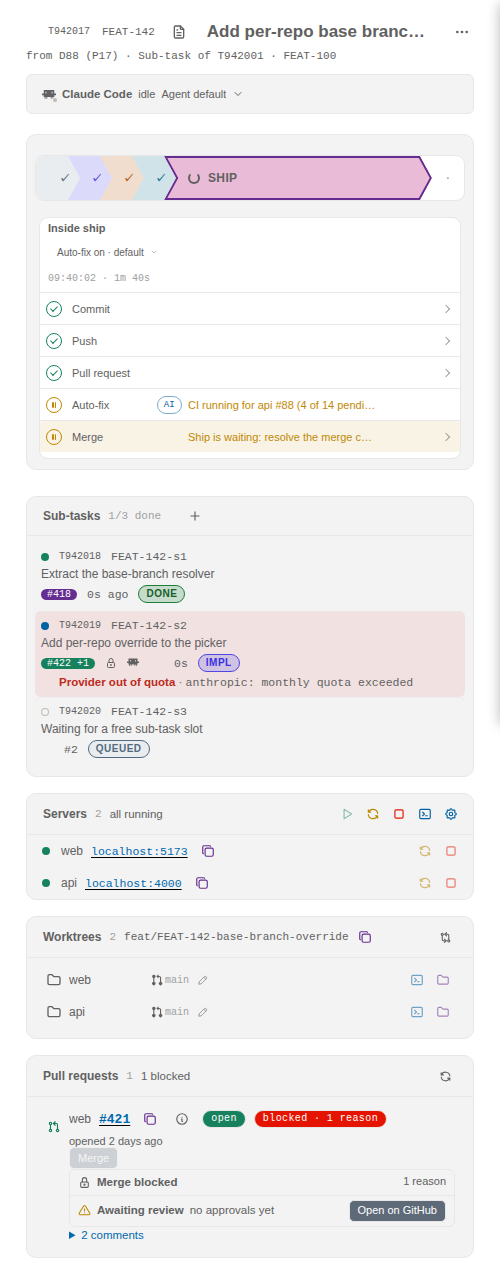 T942017 FEAT-142 Add per-repo base branc…
from D88 (P17) · Sub-task of T942001 · FEAT-100
Claude Code idle Agent default
SHIP
Inside ship
Auto-fix on · default
09:40:02 · 1m 40s
Commit
Push
Pull request
Auto-fix AI CI running for api #88 (4 of 14 pendi…
Merge Ship is waiting: resolve the merge c…
Sub-tasks 1/3 done
T942018 FEAT-142-s1
Extract the base-branch resolver
#418 0s ago DONE
T942019 FEAT-142-s2
Add per-repo override to the picker
#422 +1 0s IMPL
Provider out of quota · anthropic: monthly quota exceeded
T942020 FEAT-142-s3
Waiting for a free sub-task slot
#2 QUEUED
Servers 2 all running
web localhost:5173
api localhost:4000
Worktrees 2 feat/FEAT-142-base-branch-override
web main
api main
Pull requests 1 1 blocked
web #421 open blocked · 1 reason
opened 2 days ago
Merge
Merge blocked 1 reason
Awaiting review no approvals yet Open on GitHub
2 comments